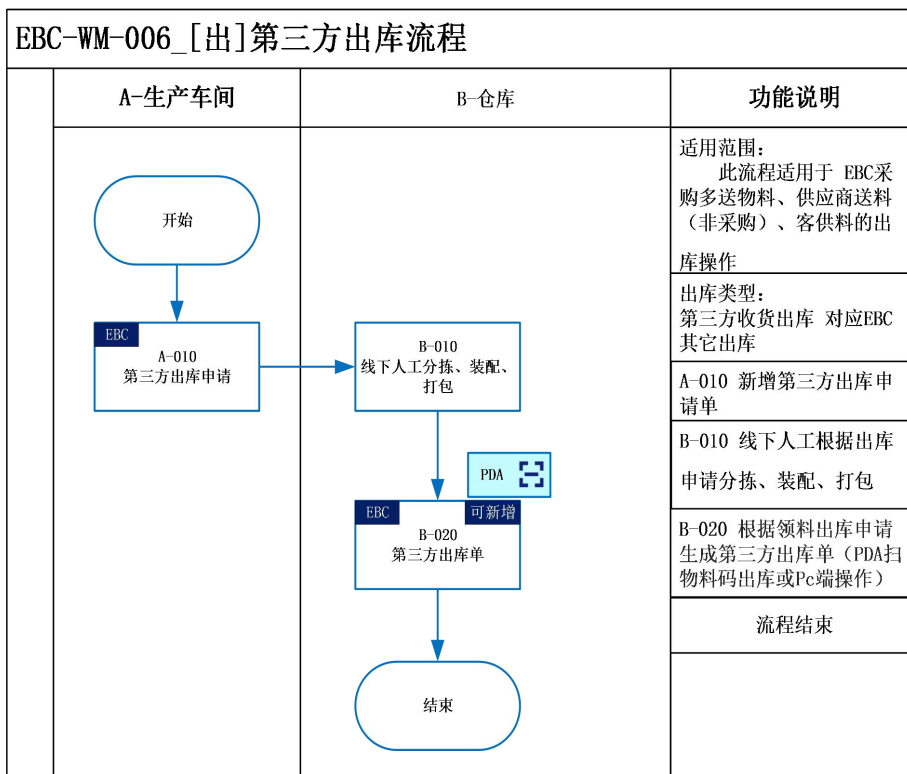 EBC-WM-006_[出]第三方出库流程
A-生产车间
B-仓库
功能说明
开始
EBC
A-010
第三方出库申请
B-010
线下人工分拣、装配、
打包
PDA
EBC
可新增
B-020
第三方出库单
结束
适用范围:
此流程适用于 EBC采
购多送物料、供应商送料
（非采购）、客供料的出
库操作
出库类型:
第三方收货出库 对应EBC
其它出库
A-010 新增第三方出库申
请单
B-010 线下人工根据出库
申请分拣、装配、打包
B-020 根据领料出库申请
生成第三方出库单（PDA扫
物料码出库或Pc端操作）
流程结束